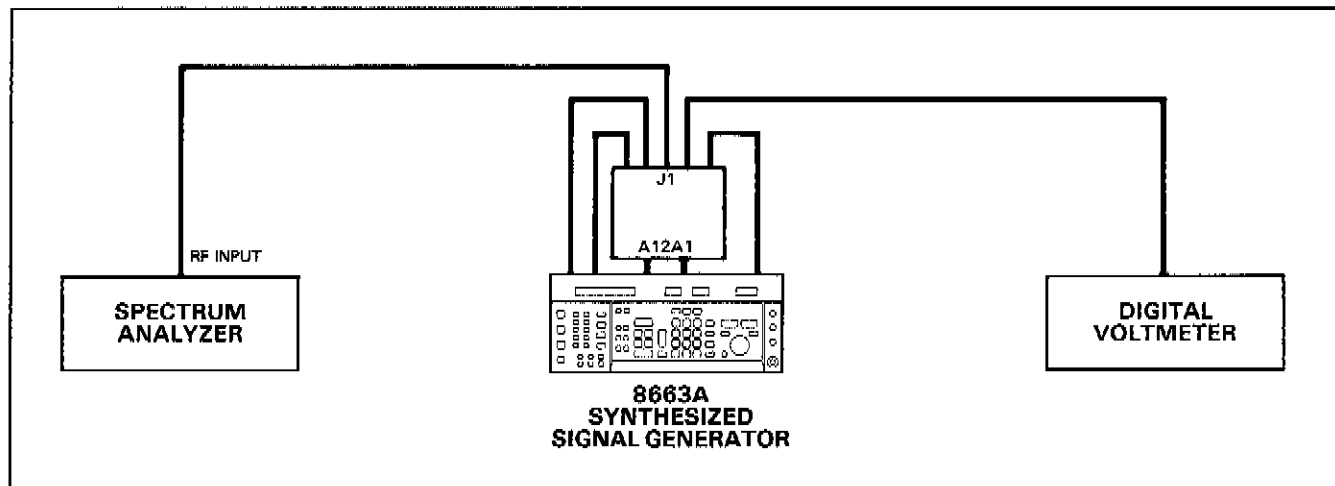 J1
A12A1
RF INPUT
SPECTRUM
ANALYZER
DIGITAL
VOLTMETER
8663A
SYNTHESIZED
SIGNAL GENERATOR